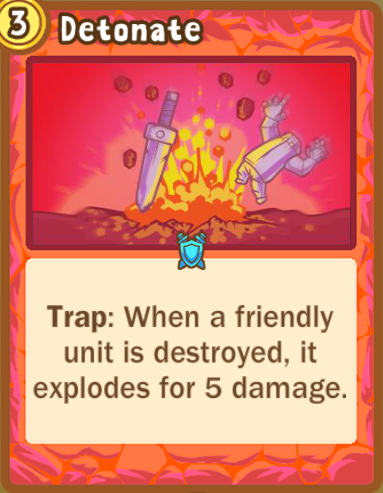 3
Detonate
Trap: When a friendly
unit is destroyed, it
explodes for 5 damage.